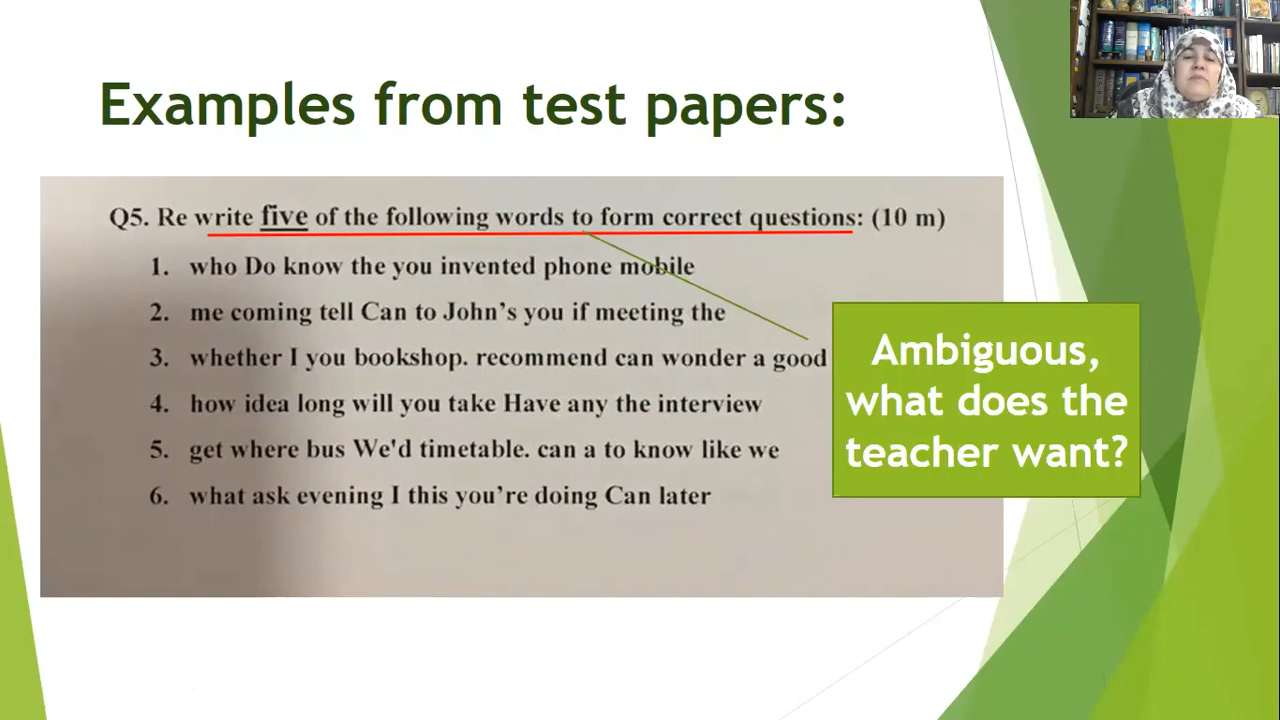 Examples from test papers:
Q5. Re write five of the following words to form correct questions: (10 m)
1. who Do know the you invented phone mobile
2. me coming tell Can to John's you if meeting the
3. whether I you bookshop. recommend can wonder a good
4. how idea long will you take Have any the interview
5. get where bus We'd timetable. can a to know like we
6. what ask evening I this you're doing Can later
Ambiguous,
what does the
teacher want?